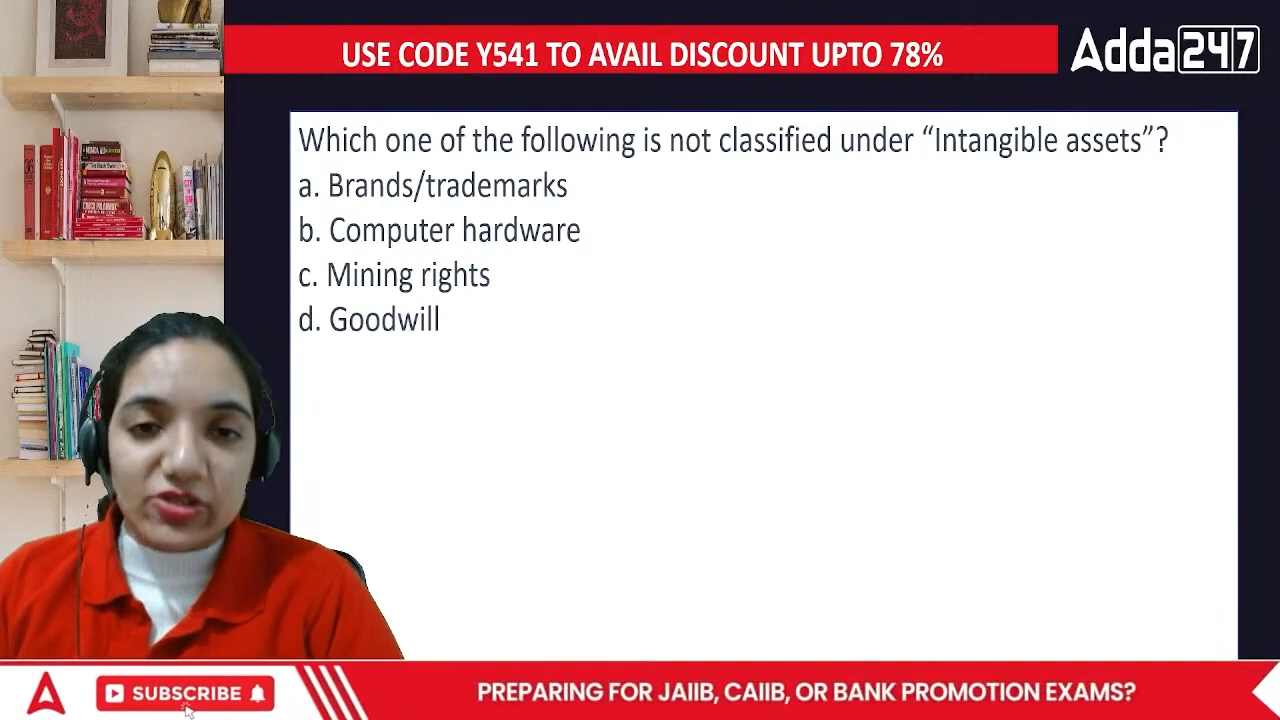 USE CODE Y541 TO AVAIL DISCOUNT UPTO 78%
Adda247
Which one of the following is not classified under “Intangible assets”?
a. Brands/trademarks
b. Computer hardware
c. Mining rights
d. Goodwill
SUBSCRIBE
PREPARING FOR JAIIB, CAIIB, OR BANK PROMOTION EXAMS?